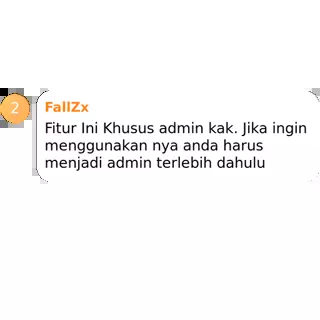 2
FallZx
Fitur Ini Khusus admin kak. Jika ingin
menggunakan nya anda harus
menjadi admin terlebih dahulu